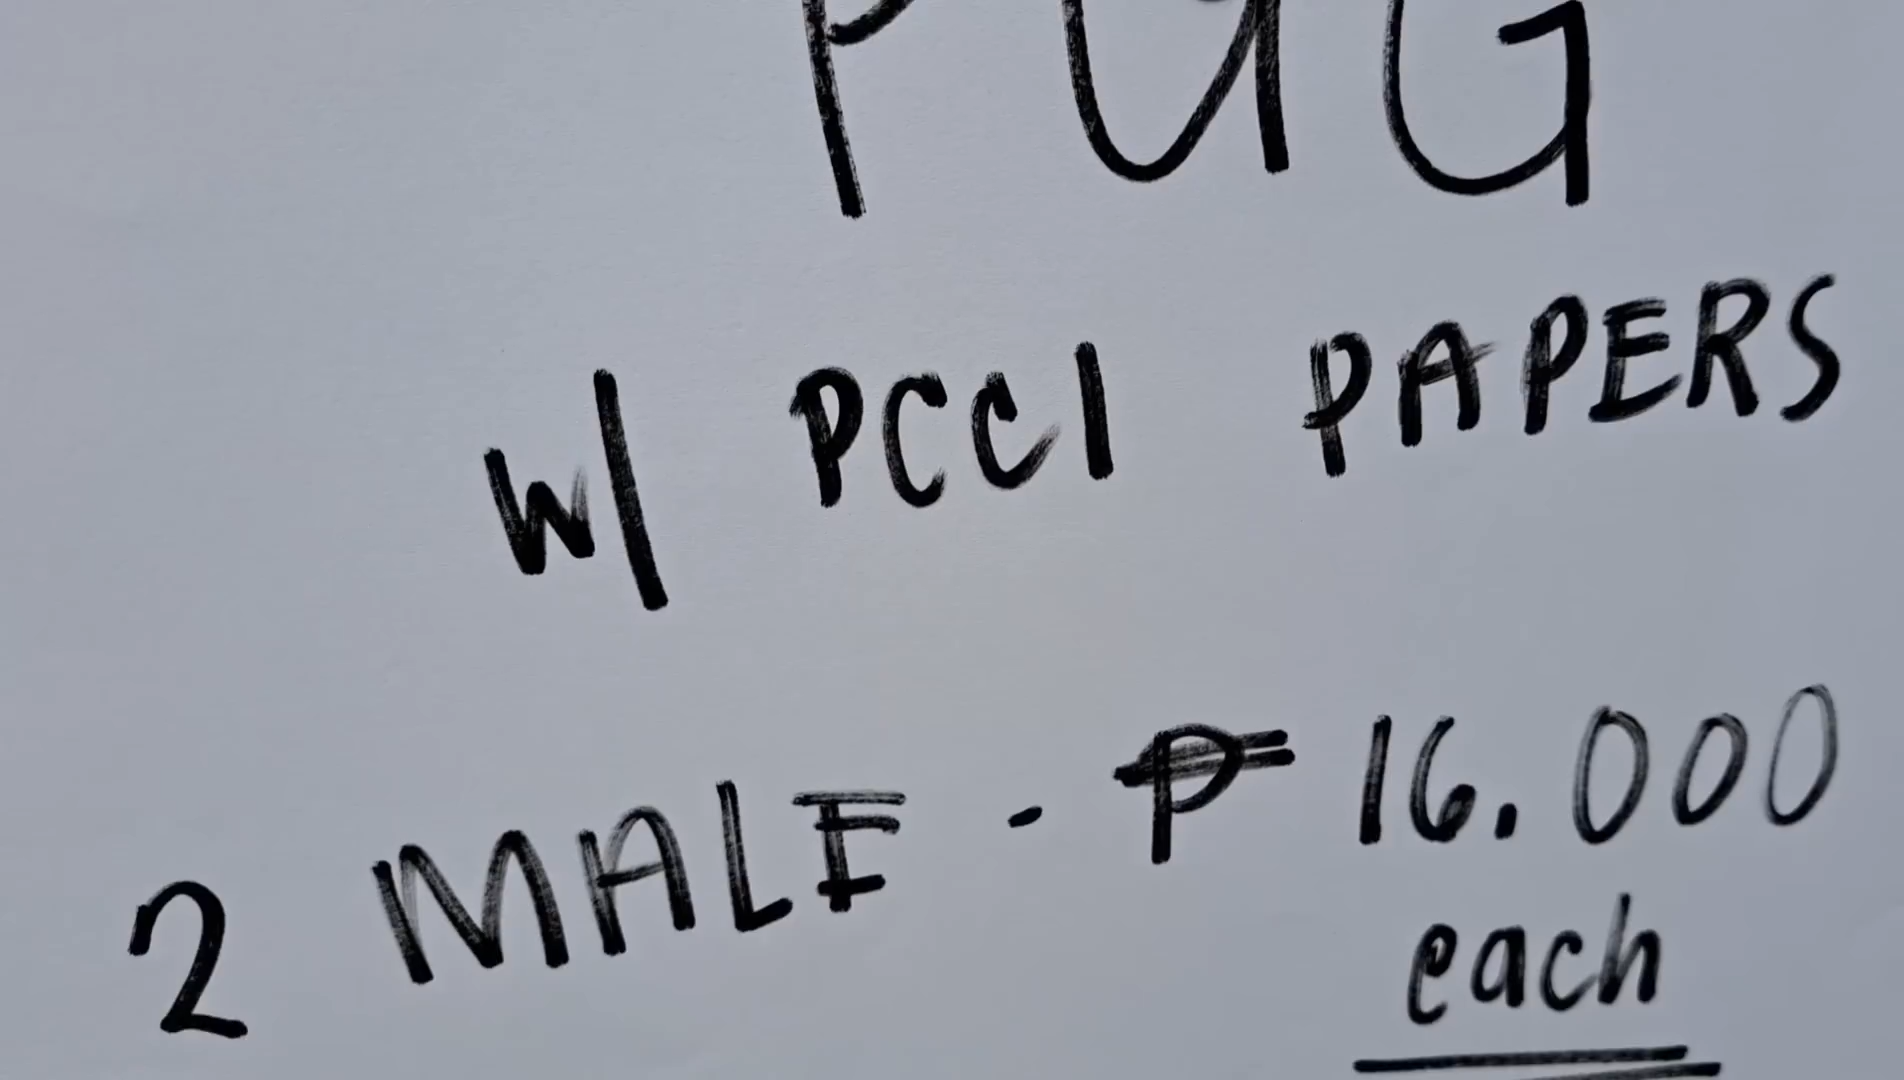 PUG
W/ PCCI PAPERS
2 MALE - ₱ 16.000
each